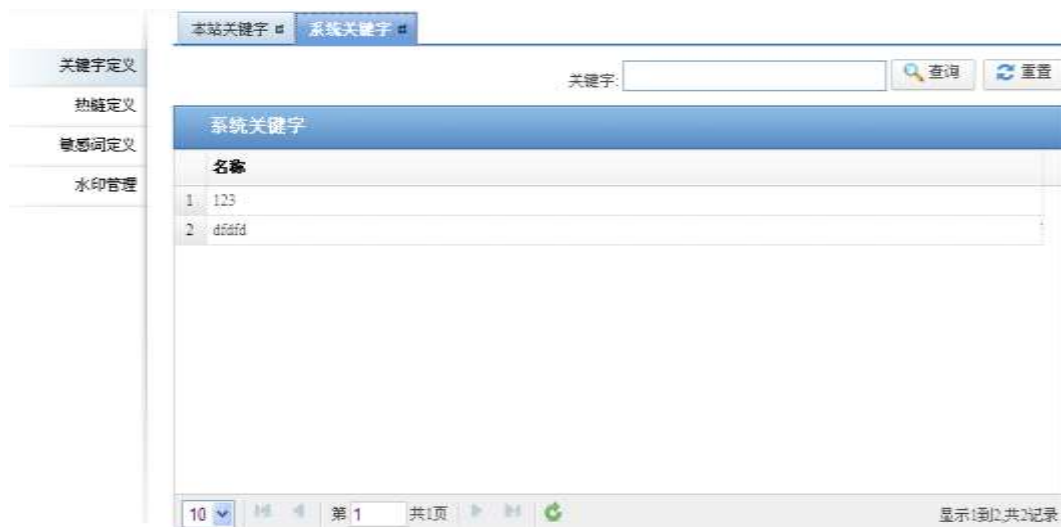 本站关键字 系统关键字
关键字定义
热链定义
敏感词定义
水印管理
关键字: 查询 重置
系统关键字
名称
1 123
2 dfdfd
10 第 1 共1页 显示1到2,共2记录